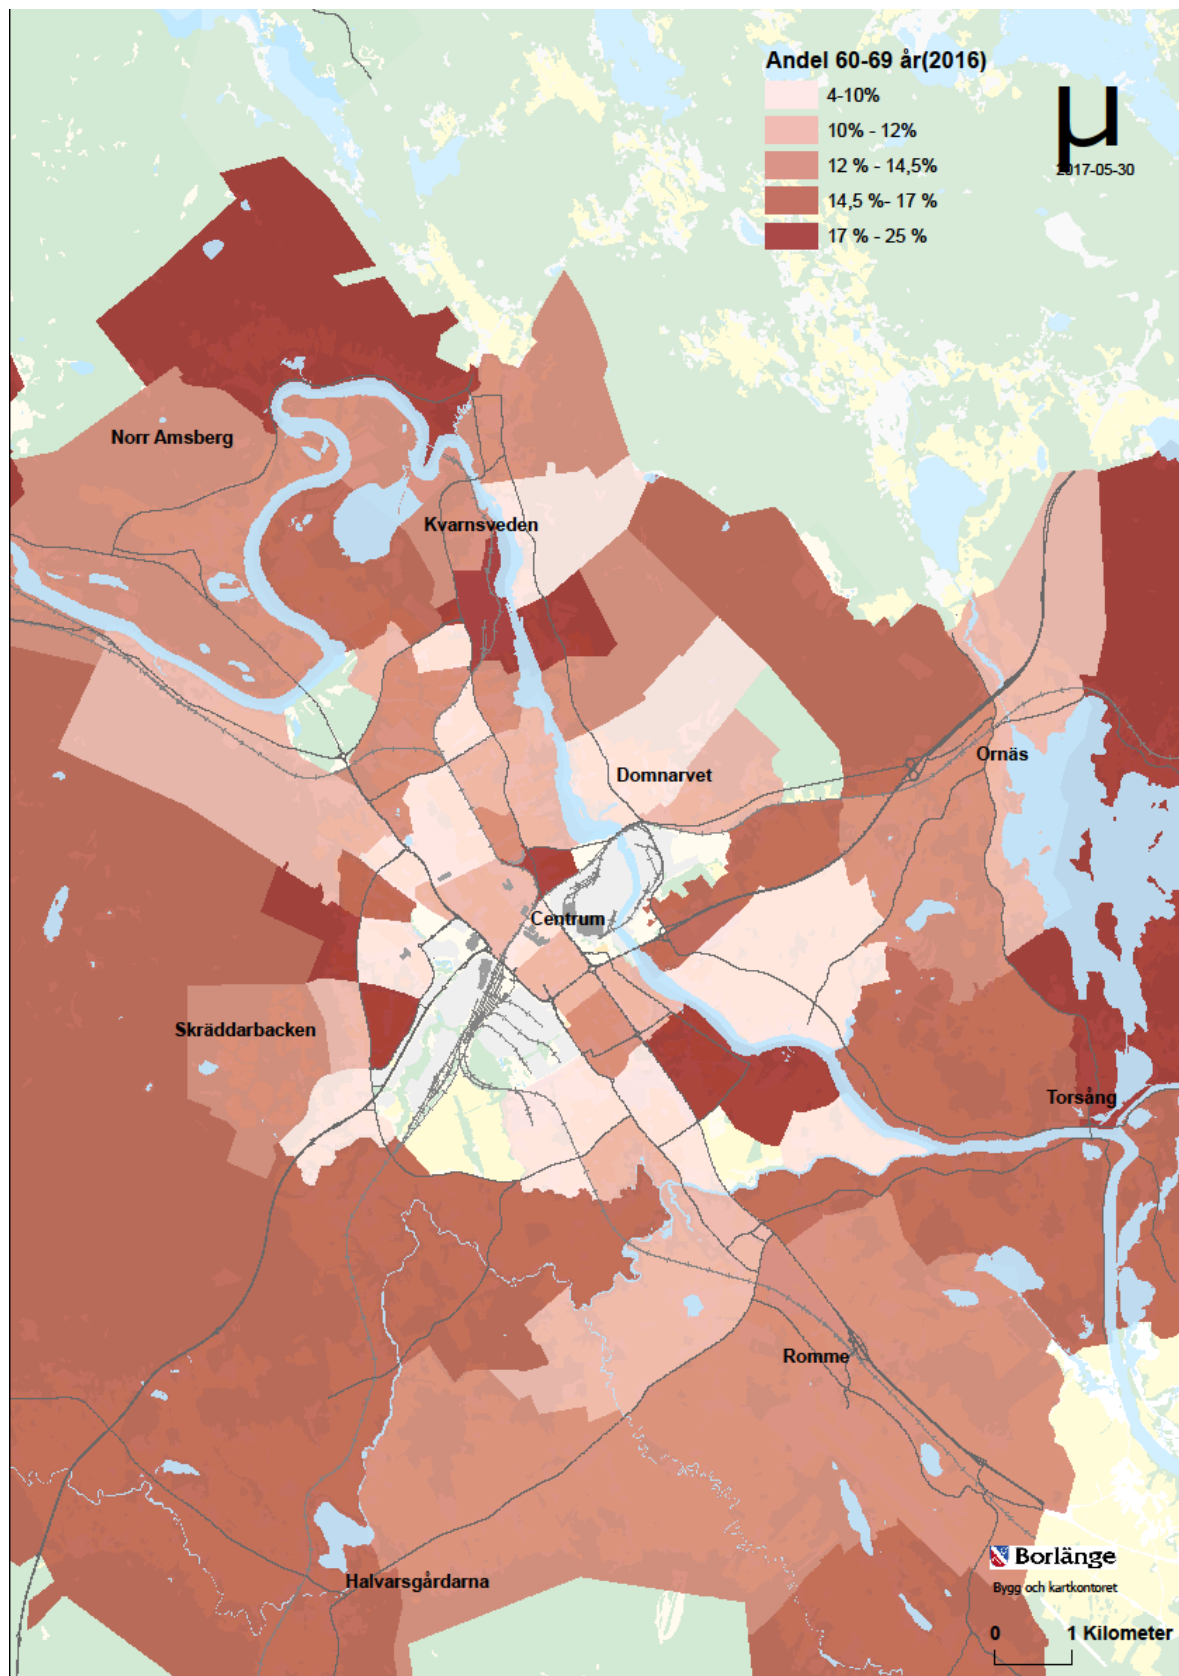 Andel 60-69 år(2016)
4-10%
10% - 12%
12 % - 14,5%
14,5 %- 17 %
17 % - 25 %
µ
2017-05-30
Norr Amsberg
Kvarnsveden
Ornäs
Domnarvet
Centrum
Skräddarbacken
Torsång
Romme
Halvarsgårdarna
Borlänge
Bygg och kartkontoret
0 1 Kilometer